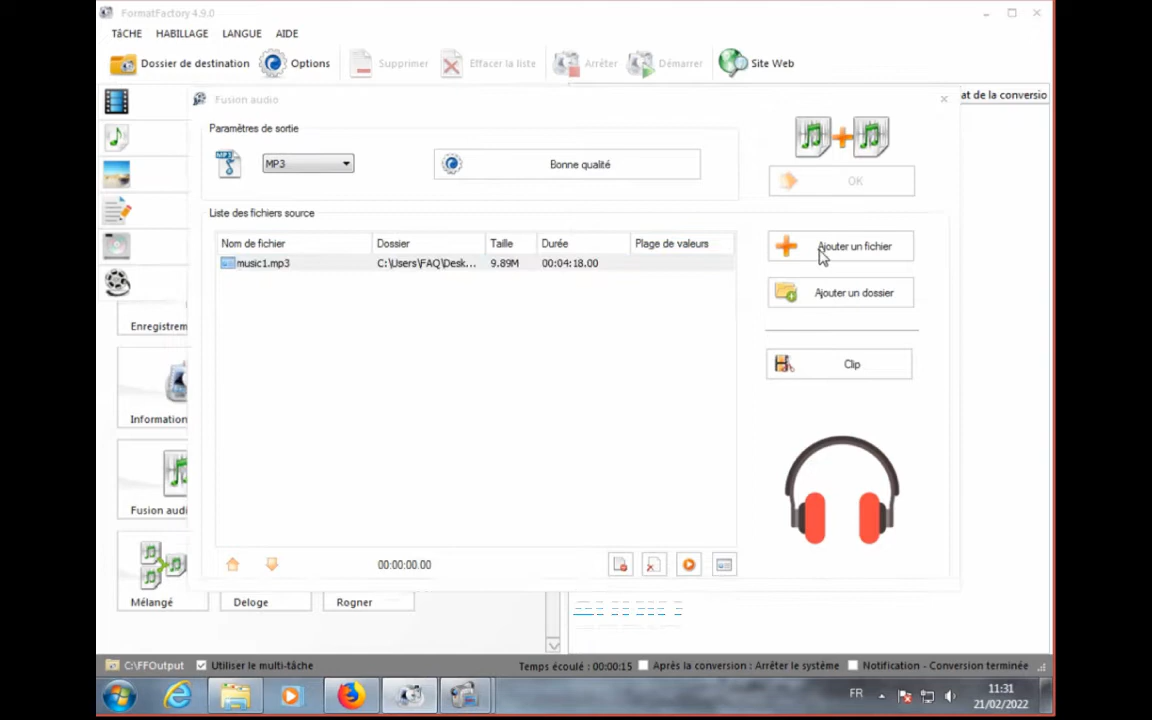 FormatFactory 4.9.0
TâCHE HABILLAGE LANGUE AIDE
Dossier de destination Options Supprimer Effacer la liste Arrêter Démarrer Site Web
Fusion audio
at de la conversio
Paramètres de sortie
MP3
MP3
Bonne qualité
OK
Liste des fichiers source
Nom de fichier Dossier Taille Durée Plage de valeurs
music1.mp3 C:\Users\FAQ\Desk... 9.89M 00:04:18.00
Ajouter un fichier
Ajouter un dossier
Clip
Enregistrem
Information
Fusion audi
00:00:00.00
Mélangé Deloge Rogner
C:\FFOutput Utiliser le multi-tâche Temps écoulé : 00:00:15 Après la conversion : Arrêter le système Notification - Conversion terminée
FR
11:31
21/02/2022